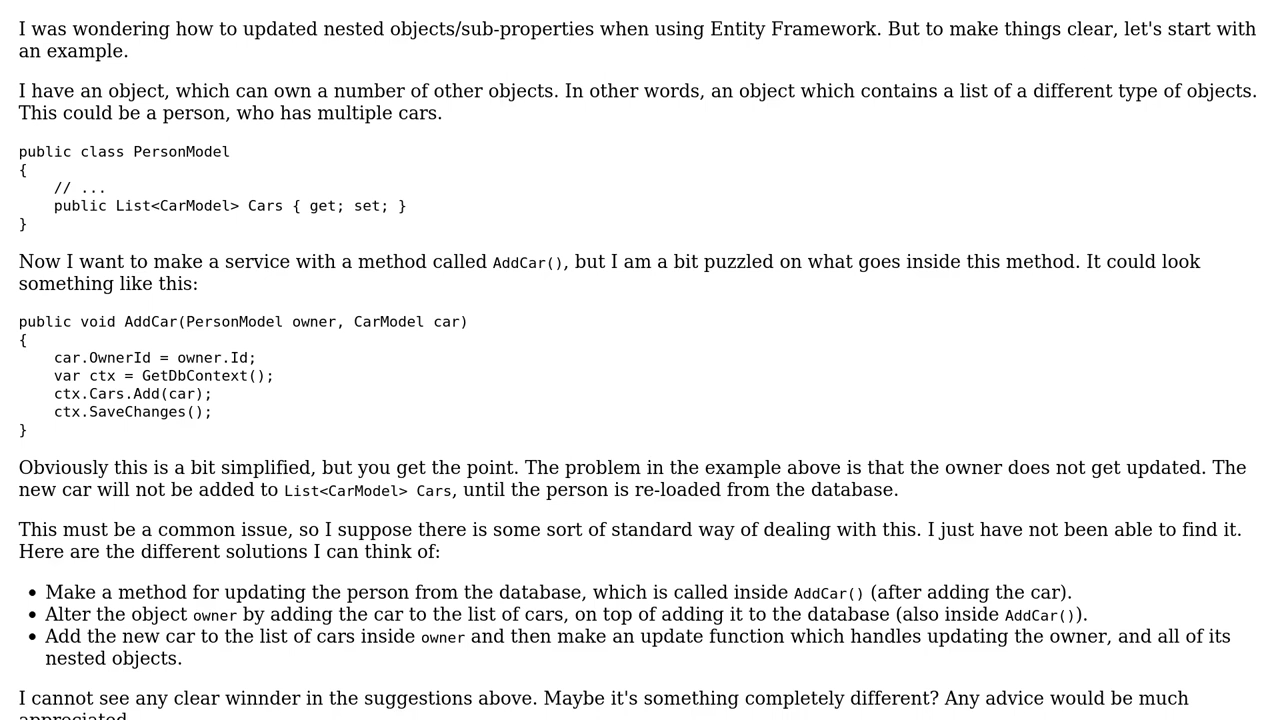 I was wondering how to updated nested objects/sub-properties when using Entity Framework. But to make things clear, let's start with
an example.
I have an object, which can own a number of other objects. In other words, an object which contains a list of a different type of objects.
This could be a person, who has multiple cars.
public class PersonModel
{
    // ...
    public List<CarModel> Cars { get; set; }
}
Now I want to make a service with a method called AddCar(), but I am a bit puzzled on what goes inside this method. It could look
something like this:
public void AddCar(PersonModel owner, CarModel car)
{
    car.OwnerId = owner.Id;
    var ctx = GetDbContext();
    ctx.Cars.Add(car);
    ctx.SaveChanges();
}
Obviously this is a bit simplified, but you get the point. The problem in the example above is that the owner does not get updated. The
new car will not be added to List<CarModel> Cars, until the person is re-loaded from the database.
This must be a common issue, so I suppose there is some sort of standard way of dealing with this. I just have not been able to find it.
Here are the different solutions I can think of:
• Make a method for updating the person from the database, which is called inside AddCar() (after adding the car).
• Alter the object owner by adding the car to the list of cars, on top of adding it to the database (also inside AddCar()).
• Add the new car to the list of cars inside owner and then make an update function which handles updating the owner, and all of its
nested objects.
I cannot see any clear winnder in the suggestions above. Maybe it's something completely different? Any advice would be much
appreciated.